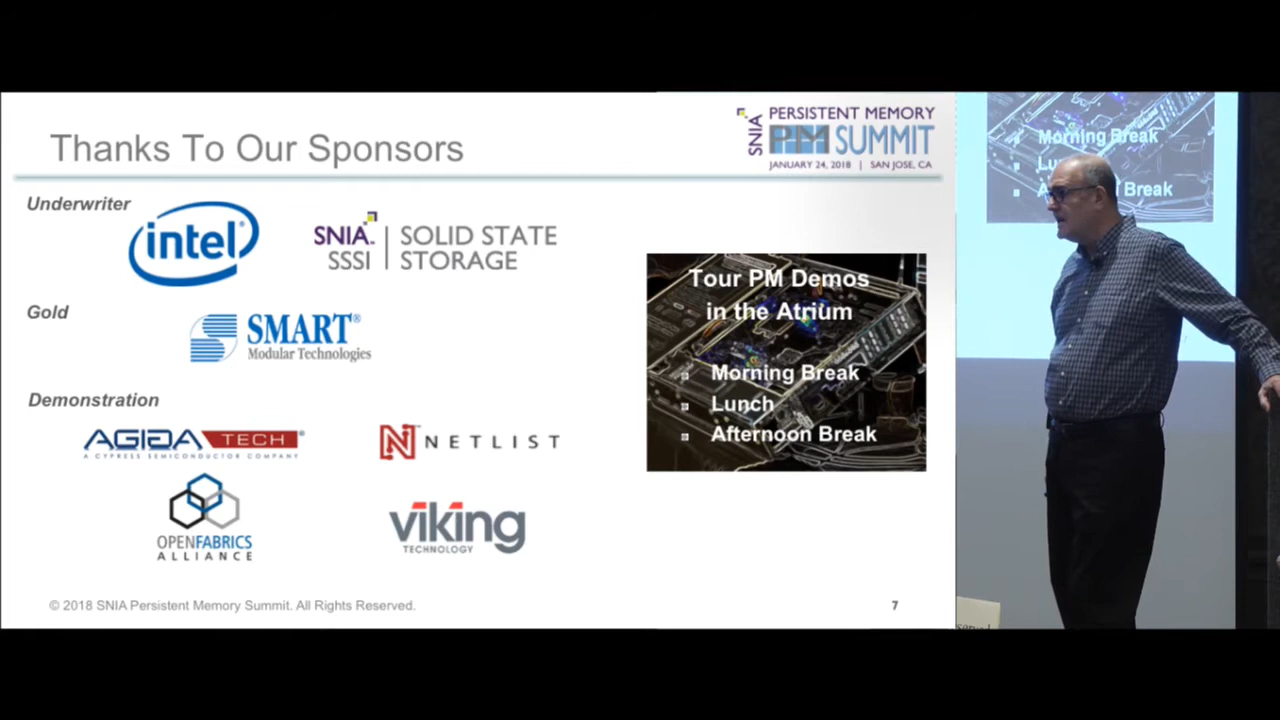 Thanks To Our Sponsors
SNIA
PERSISTENT MEMORY
PM SUMMIT
JANUARY 24, 2018 | SAN JOSE, CA
Underwriter
intel®
SNIA™ SSSI | SOLID STATE STORAGE
Gold
SMART®
Modular Technologies
Demonstration
AGIGA TECH®
A CYPRESS SEMICONDUCTOR COMPANY
NETLIST
OPENFABRICS
ALLIANCE
viking
TECHNOLOGY
Tour PM Demos
in the Atrium
Morning Break
Lunch
Afternoon Break
© 2018 SNIA Persistent Memory Summit. All Rights Reserved.
7
Morning Break
Lu
A
Break